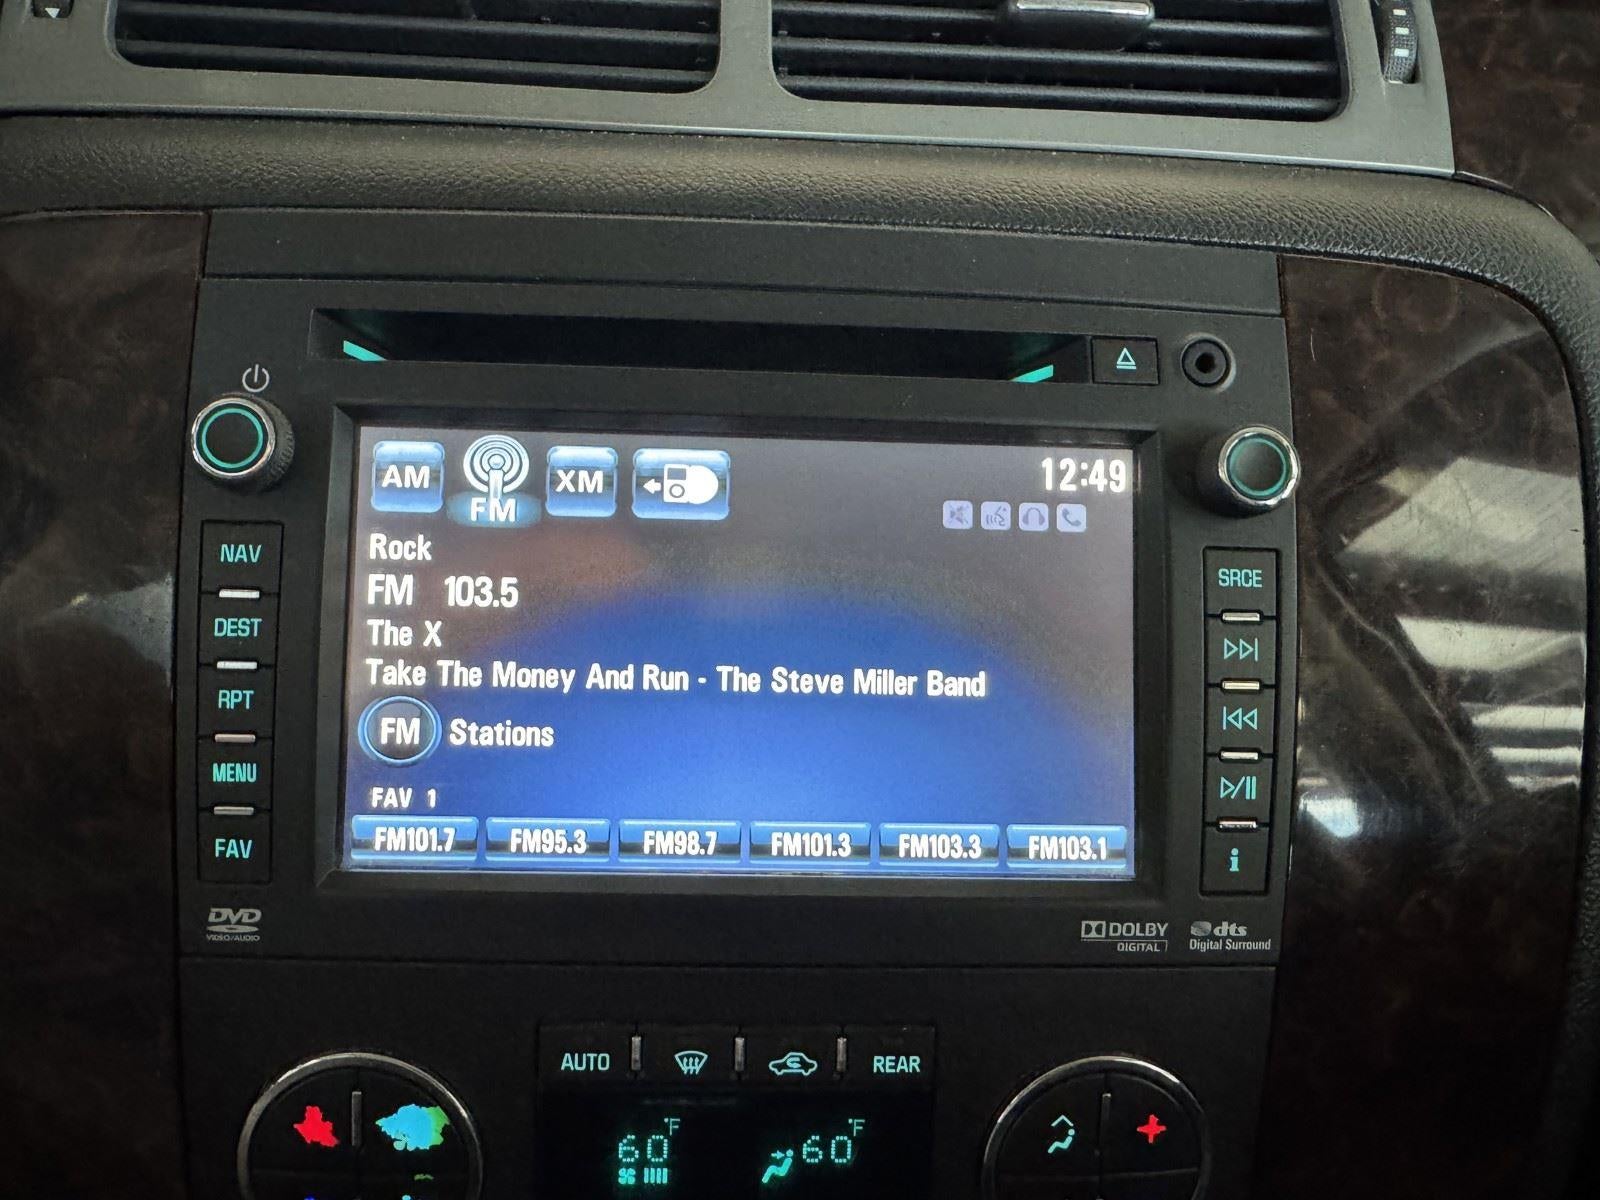 AM FM XM 12:49
Rock
FM 103.5
The X
Take The Money And Run - The Steve Miller Band
FM Stations
FAV 1
FM101.7 FM95.3 FM98.7 FM101.3 FM103.3 FM103.1
NAV
DEST
RPT
MENU
FAV
SRCE
i
DVD
VIDEO/AUDIO
DOLBY
DIGITAL
dts
Digital Surround
AUTO REAR
60°F 60°F